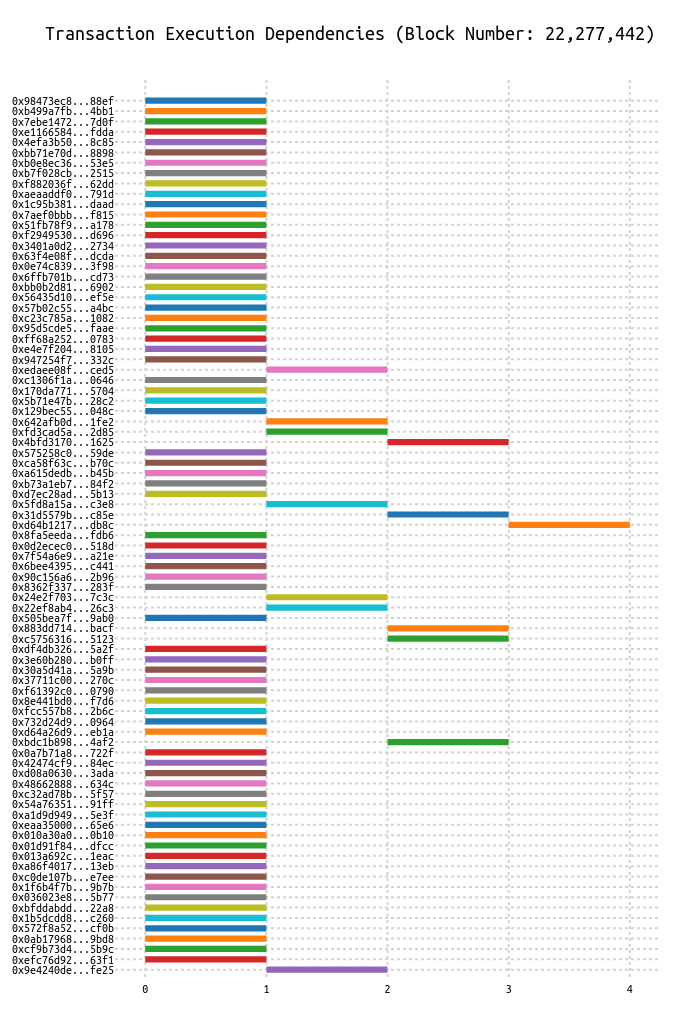 Transaction Execution Dependencies (Block Number: 22,277,442)
0x98473ec8...88ef
0xb499a7fb...4bb1
0x7ebe1472...7d0f
0xe1166584...fdda
0x4efa3b50...8c85
0xbb71e70d...8898
0xb0e8ec36...53e5
0xb7f028cb...2515
0xf882036f...62dd
0xaeaaddf0...791d
0x1c95b381...daad
0x7aef0bbb...f815
0x51fb78f9...a178
0xf2949530...d696
0x3401a0d2...2734
0x63f4e08f...dcda
0x0e74c839...3f98
0x6ffb701b...cd73
0xbb0b2d81...6902
0x56435d10...ef5e
0x57b02c55...a4bc
0xc23c785a...1082
0x95d5cde5...faae
0xff68a252...0783
0xe4e7f204...8105
0x947254f7...332c
0xedaee08f...ced5
0xc1306f1a...0646
0x170da771...5704
0x5b71e47b...28c2
0x129bec55...048c
0x642afb0d...1fe2
0xfd3cad5a...2d85
0x4bfd3170...1625
0x575258c0...59de
0xca58f63c...b70c
0xa615dedb...b45b
0xb73a1eb7...84f2
0xd7ec28ad...5b13
0x5fd8a15a...c3e8
0x31d5579b...c85e
0xd64b1217...db8c
0x8fa5eeda...fdb6
0x0d2ecec0...518d
0x7f54a6e9...a21e
0x6bee4395...c441
0x90c156a6...2b96
0x8362f337...283f
0x24e2f703...7c3c
0x22ef8ab4...26c3
0x505bea7f...9ab0
0x883dd714...bacf
0xc5756316...5123
0xdf4db326...5a2f
0x3e60b280...b0ff
0x30a5d41a...5a9b
0x37711c00...270c
0xf61392c0...0790
0x8e441bd0...f7d6
0xfcc557b8...2b6c
0x732d24d9...0964
0xd64a26d9...eb1a
0xbdc1b898...4af2
0x0a7b71a8...722f
0x42474cf9...84ec
0xd08a0630...3ada
0x48662888...634c
0xc32ad78b...5f57
0x54a76351...91ff
0xa1d9d949...5e3f
0xeaa35000...65e6
0x010a30a0...0b10
0x01d91f84...dfcc
0x013a692c...1eac
0xa86f4017...13eb
0xc0de107b...e7ee
0x1f6b4f7b...9b7b
0x036023e8...5b77
0xbfddabdd...22a8
0x1b5dcdd8...c260
0x572f8a52...cf0b
0x0ab17968...9bd8
0xcf9b73d4...5b9c
0xefc76d92...63f1
0x9e4240de...fe25
0 1 2 3 4